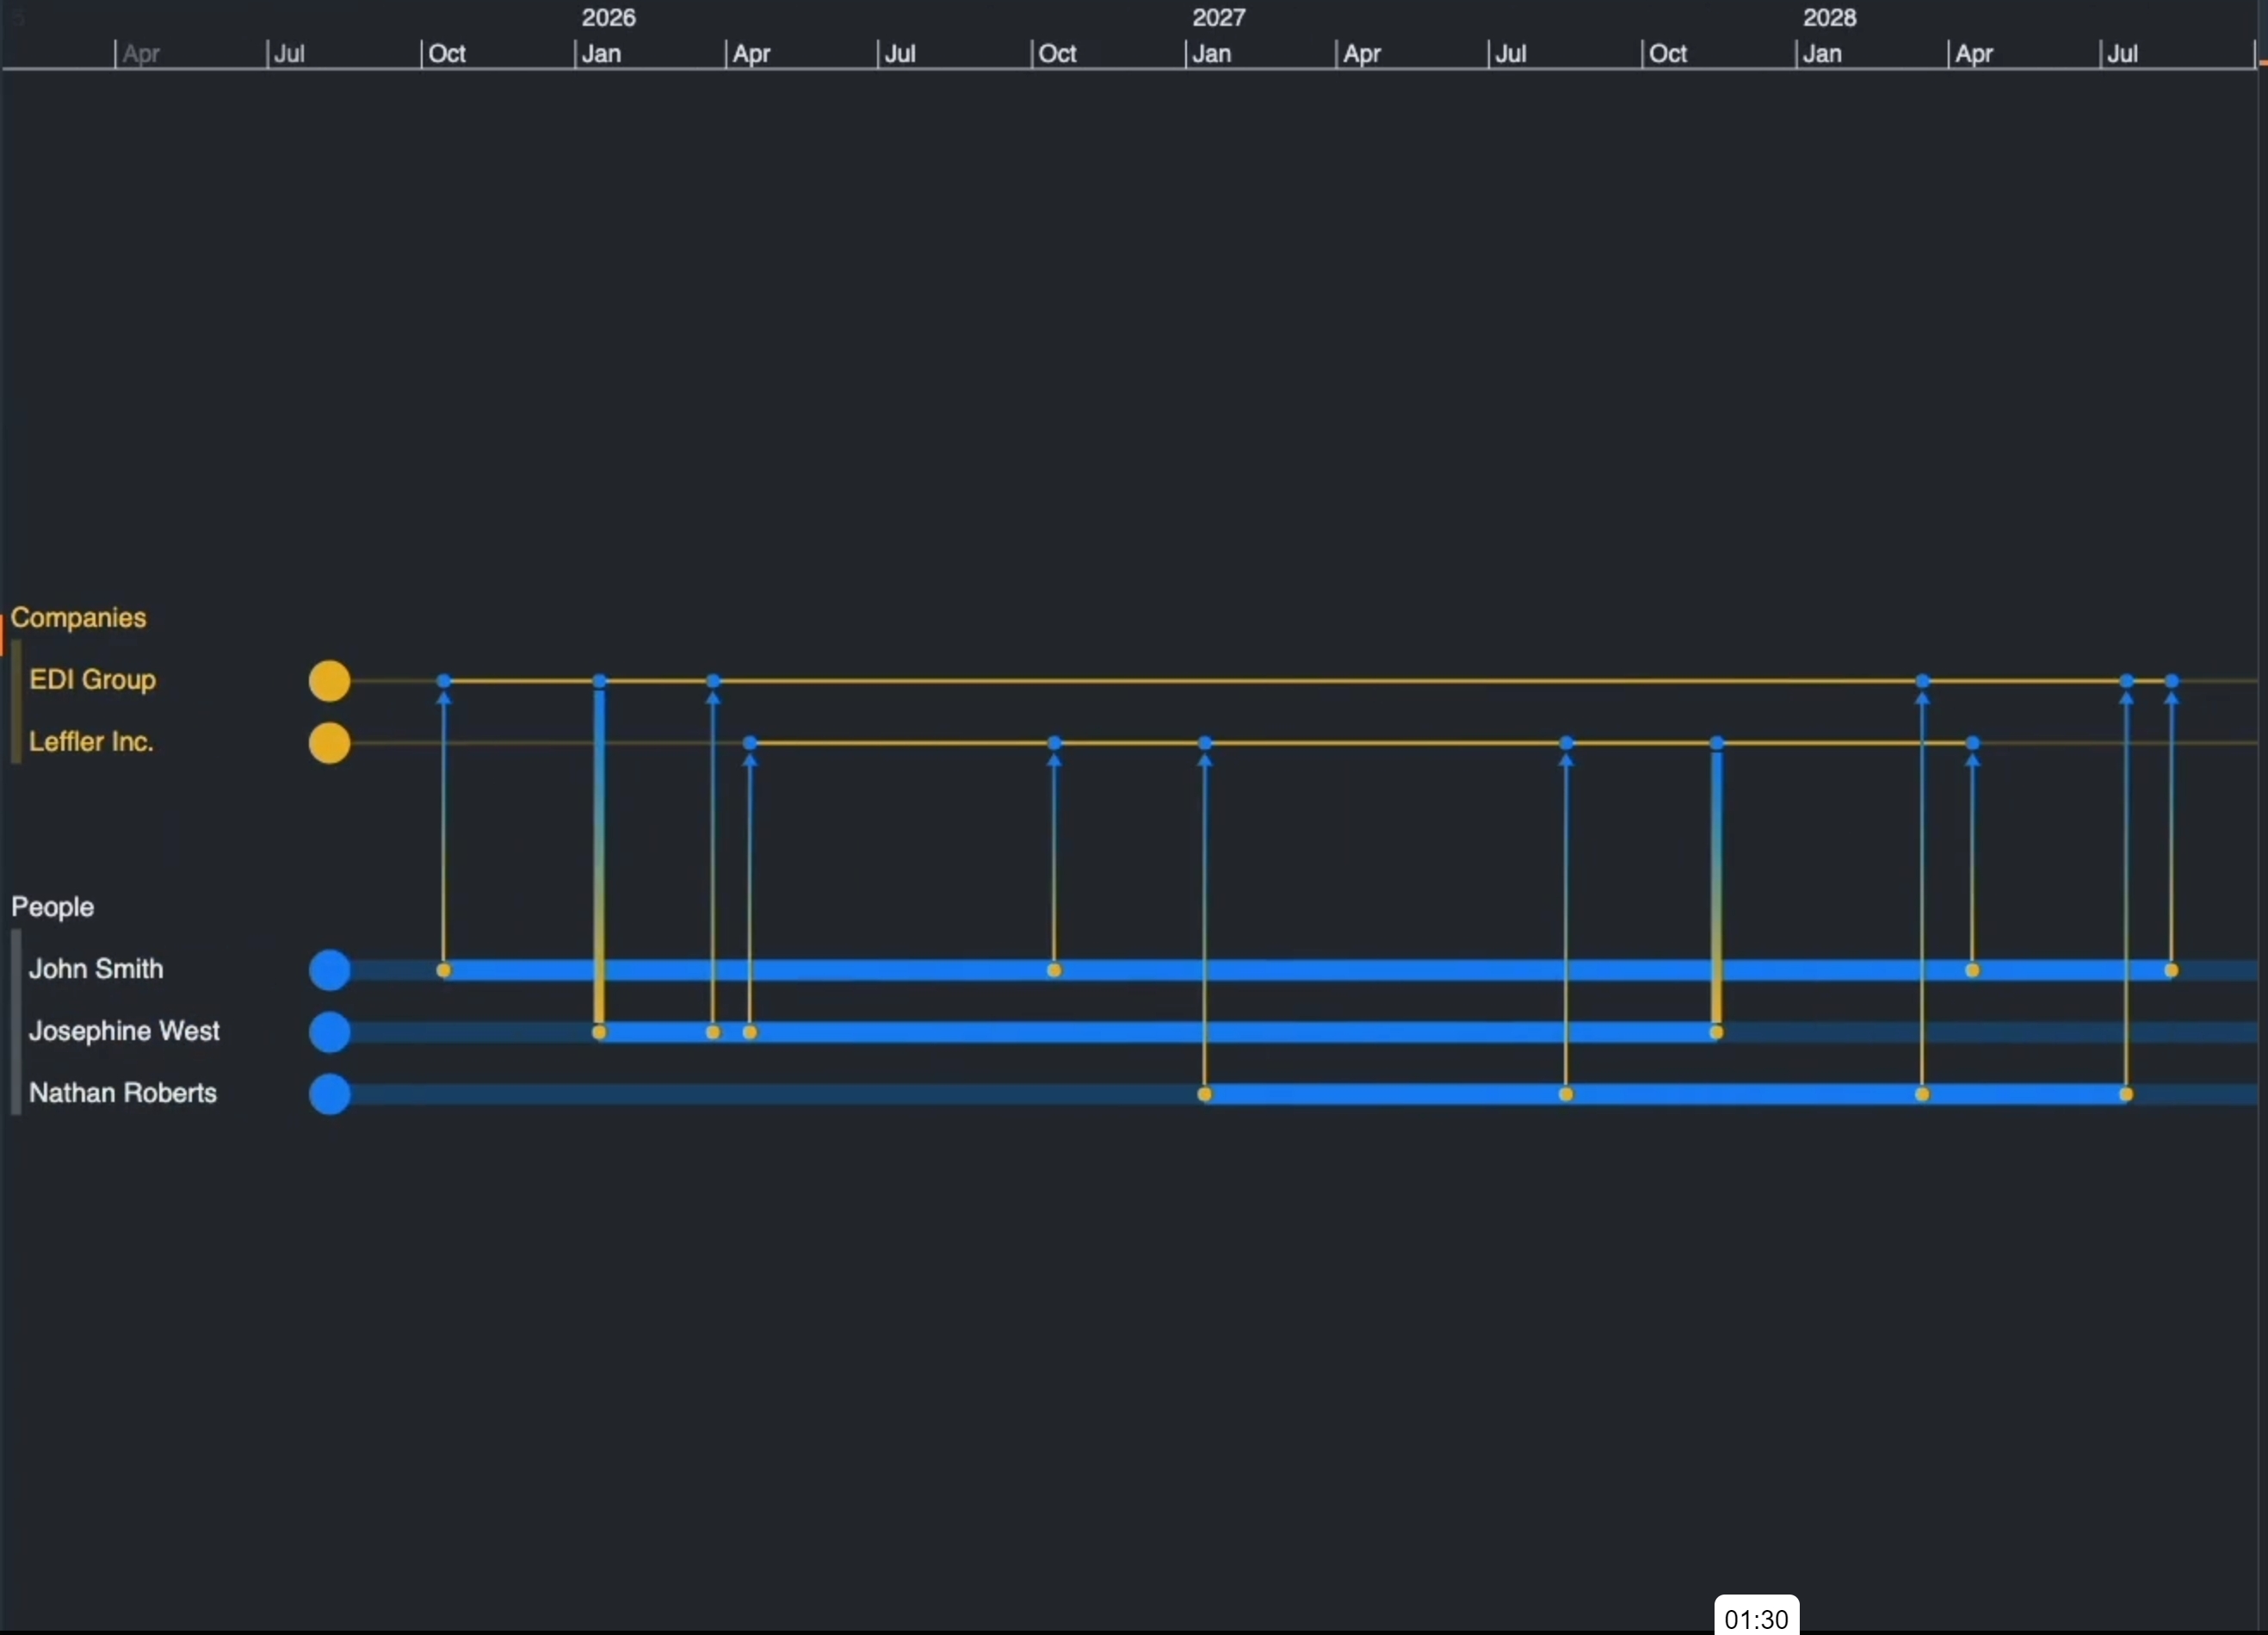 2026 2027 2028
Apr Jul Oct Jan Apr Jul Oct Jan Apr Jul Oct Jan Apr Jul
Companies
EDI Group
Leffler Inc.
People
John Smith
Josephine West
Nathan Roberts
01:30